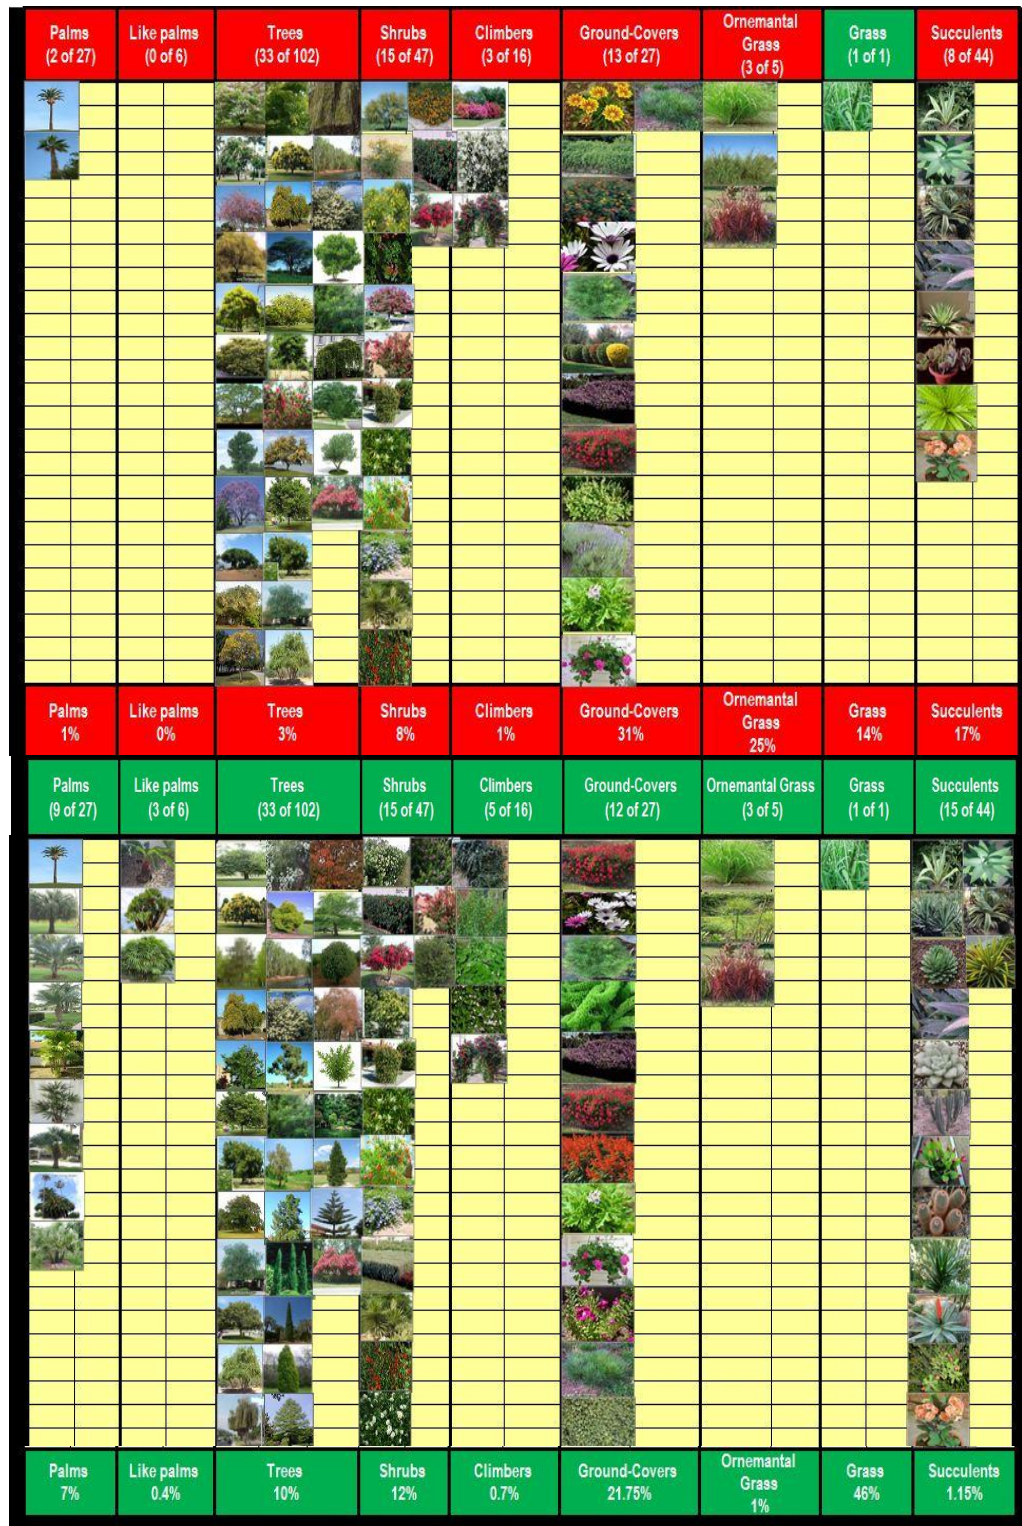 Palms
(2 of 27)
Like palms
(0 of 6)
Trees
(33 of 102)
Shrubs
(15 of 47)
Climbers
(3 of 16)
Ground-Covers
(13 of 27)
Ornemantal
Grass
(3 of 5)
Grass
(1 of 1)
Succulents
(8 of 44)
Palms
1%
Like palms
0%
Trees
3%
Shrubs
8%
Climbers
1%
Ground-Covers
31%
Ornemantal
Grass
25%
Grass
14%
Succulents
17%
Palms
(9 of 27)
Like palms
(3 of 6)
Trees
(33 of 102)
Shrubs
(15 of 47)
Climbers
(5 of 16)
Ground-Covers
(12 of 27)
Ornemantal Grass
(3 of 5)
Grass
(1 of 1)
Succulents
(15 of 44)
Palms
7%
Like palms
0.4%
Trees
10%
Shrubs
12%
Climbers
0.7%
Ground-Covers
21.75%
Ornemantal
Grass
1%
Grass
46%
Succulents
1.15%